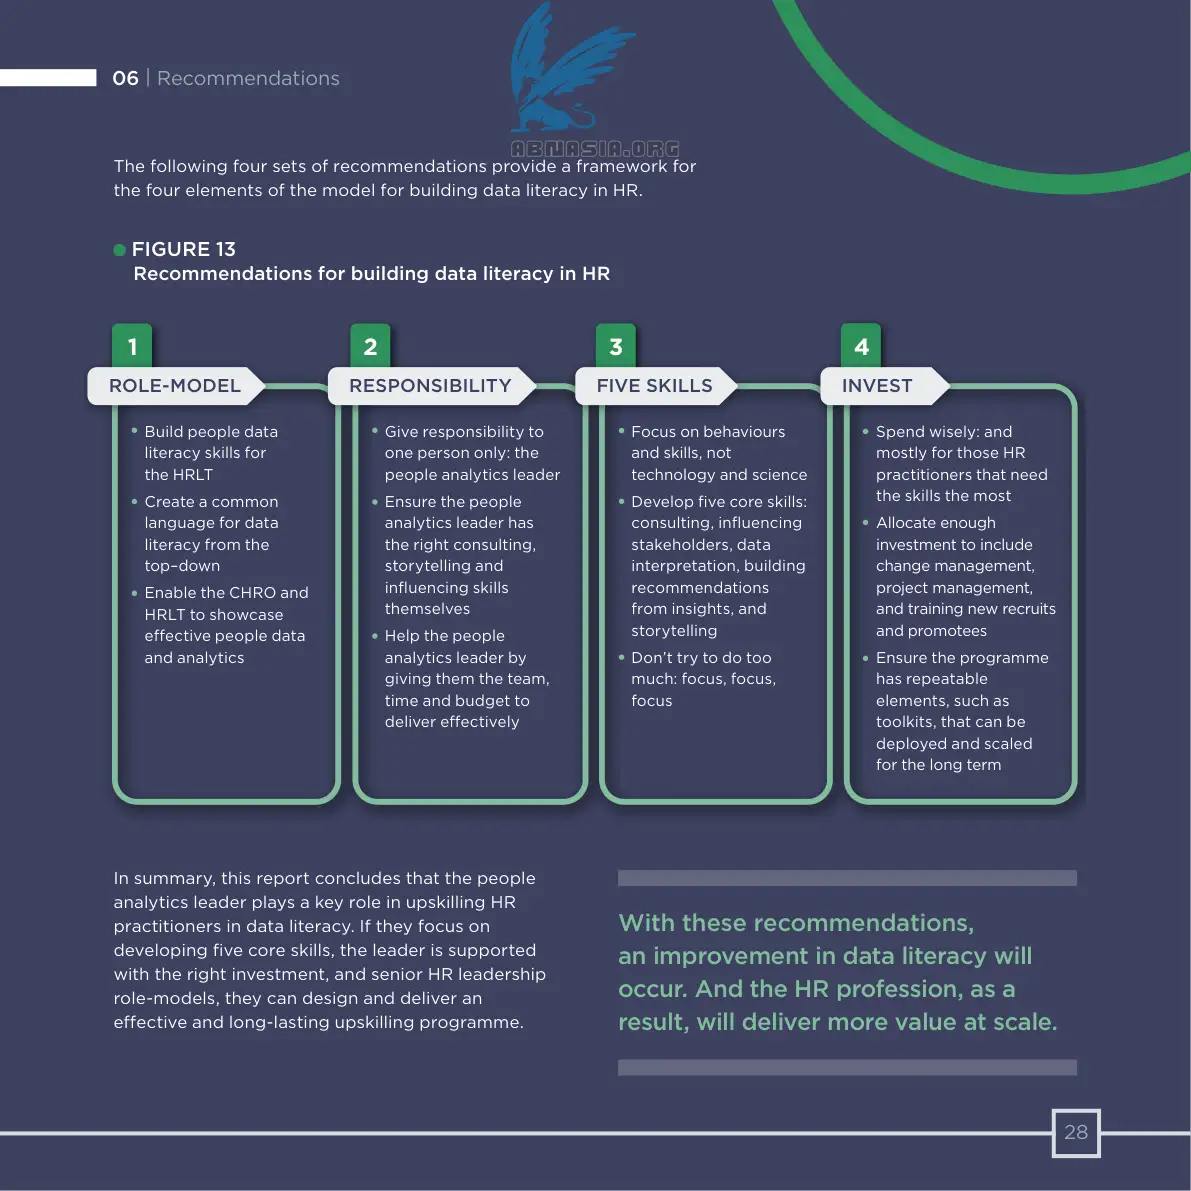 06 | Recommendations
ABNASIA.ORG
The following four sets of recommendations provide a framework for
the four elements of the model for building data literacy in HR.
FIGURE 13
Recommendations for building data literacy in HR
1
ROLE-MODEL
• Build people data
literacy skills for
the HRLT
• Create a common
language for data
literacy from the
top–down
• Enable the CHRO and
HRLT to showcase
effective people data
and analytics
2
RESPONSIBILITY
• Give responsibility to
one person only: the
people analytics leader
• Ensure the people
analytics leader has
the right consulting,
storytelling and
influencing skills
themselves
• Help the people
analytics leader by
giving them the team,
time and budget to
deliver effectively
3
FIVE SKILLS
• Focus on behaviours
and skills, not
technology and science
• Develop five core skills:
consulting, influencing
stakeholders, data
interpretation, building
recommendations
from insights, and
storytelling
• Don’t try to do too
much: focus, focus,
focus
4
INVEST
• Spend wisely: and
mostly for those HR
practitioners that need
the skills the most
• Allocate enough
investment to include
change management,
project management,
and training new recruits
and promotees
• Ensure the programme
has repeatable
elements, such as
toolkits, that can be
deployed and scaled
for the long term
In summary, this report concludes that the people
analytics leader plays a key role in upskilling HR
practitioners in data literacy. If they focus on
developing five core skills, the leader is supported
with the right investment, and senior HR leadership
role-models, they can design and deliver an
effective and long-lasting upskilling programme.
With these recommendations,
an improvement in data literacy will
occur. And the HR profession, as a
result, will deliver more value at scale.
28